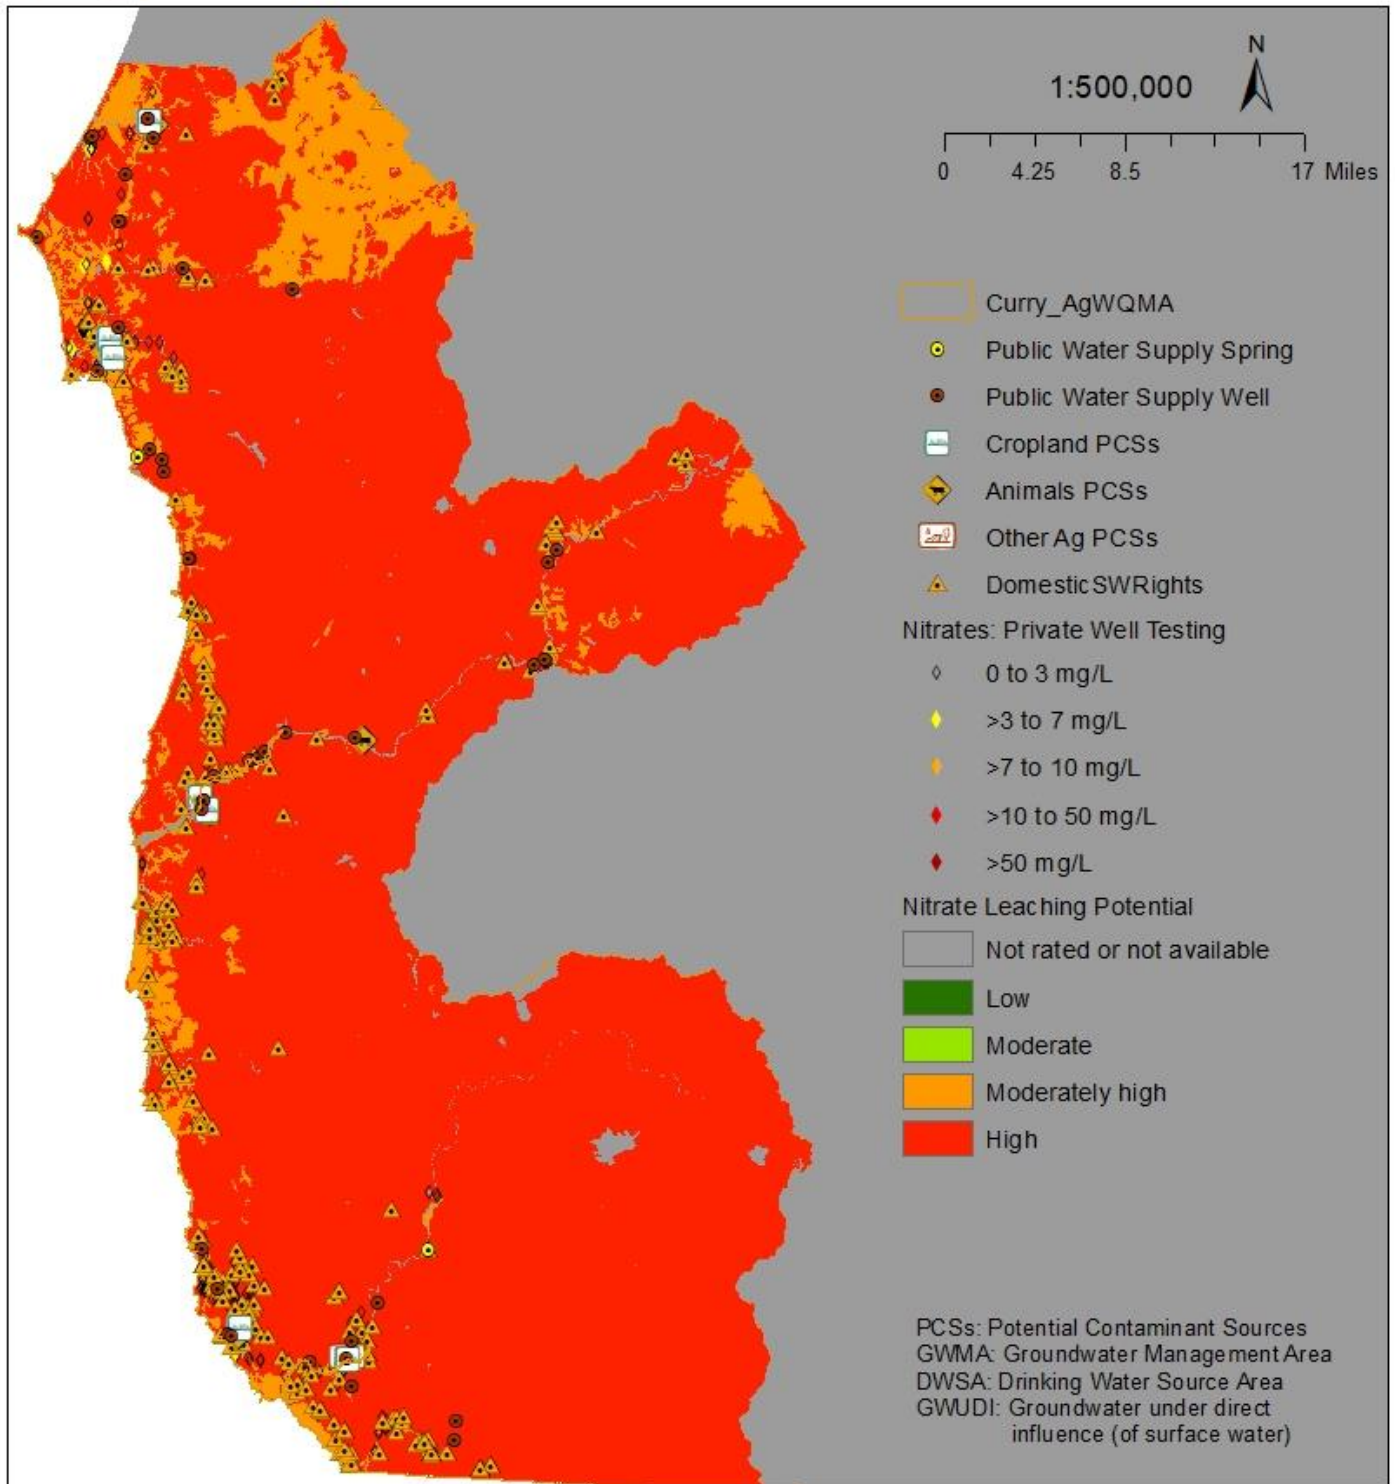 N
1:500,000
0 4.25 8.5 17 Miles
Curry_AgWQMA
Public Water Supply Spring
Public Water Supply Well
Cropland PCSs
Animals PCSs
Other Ag PCSs
DomesticSWRights
Nitrates: Private Well Testing
0 to 3 mg/L
>3 to 7 mg/L
>7 to 10 mg/L
>10 to 50 mg/L
>50 mg/L
Nitrate Leaching Potential
Not rated or not available
Low
Moderate
Moderately high
High
PCSs: Potential Contaminant Sources
GWMA: Groundwater Management Area
DWSA: Drinking Water Source Area
GWUDI: Groundwater under direct
influence (of surface water)